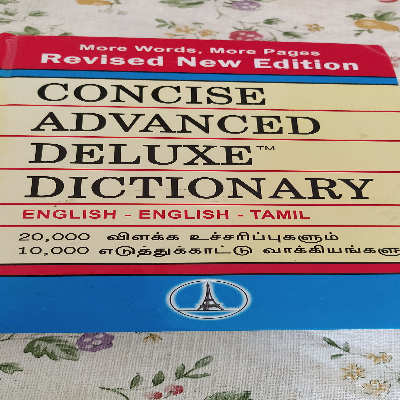 More Words, More Pages
Revised New Edition
CONCISE
ADVANCED
DELUXE™
DICTIONARY
ENGLISH - ENGLISH - TAMIL
20,000 விளக்க உச்சரிப்புகளும்
10,000 எடுத்துக்காட்டு வாக்கியங்களு